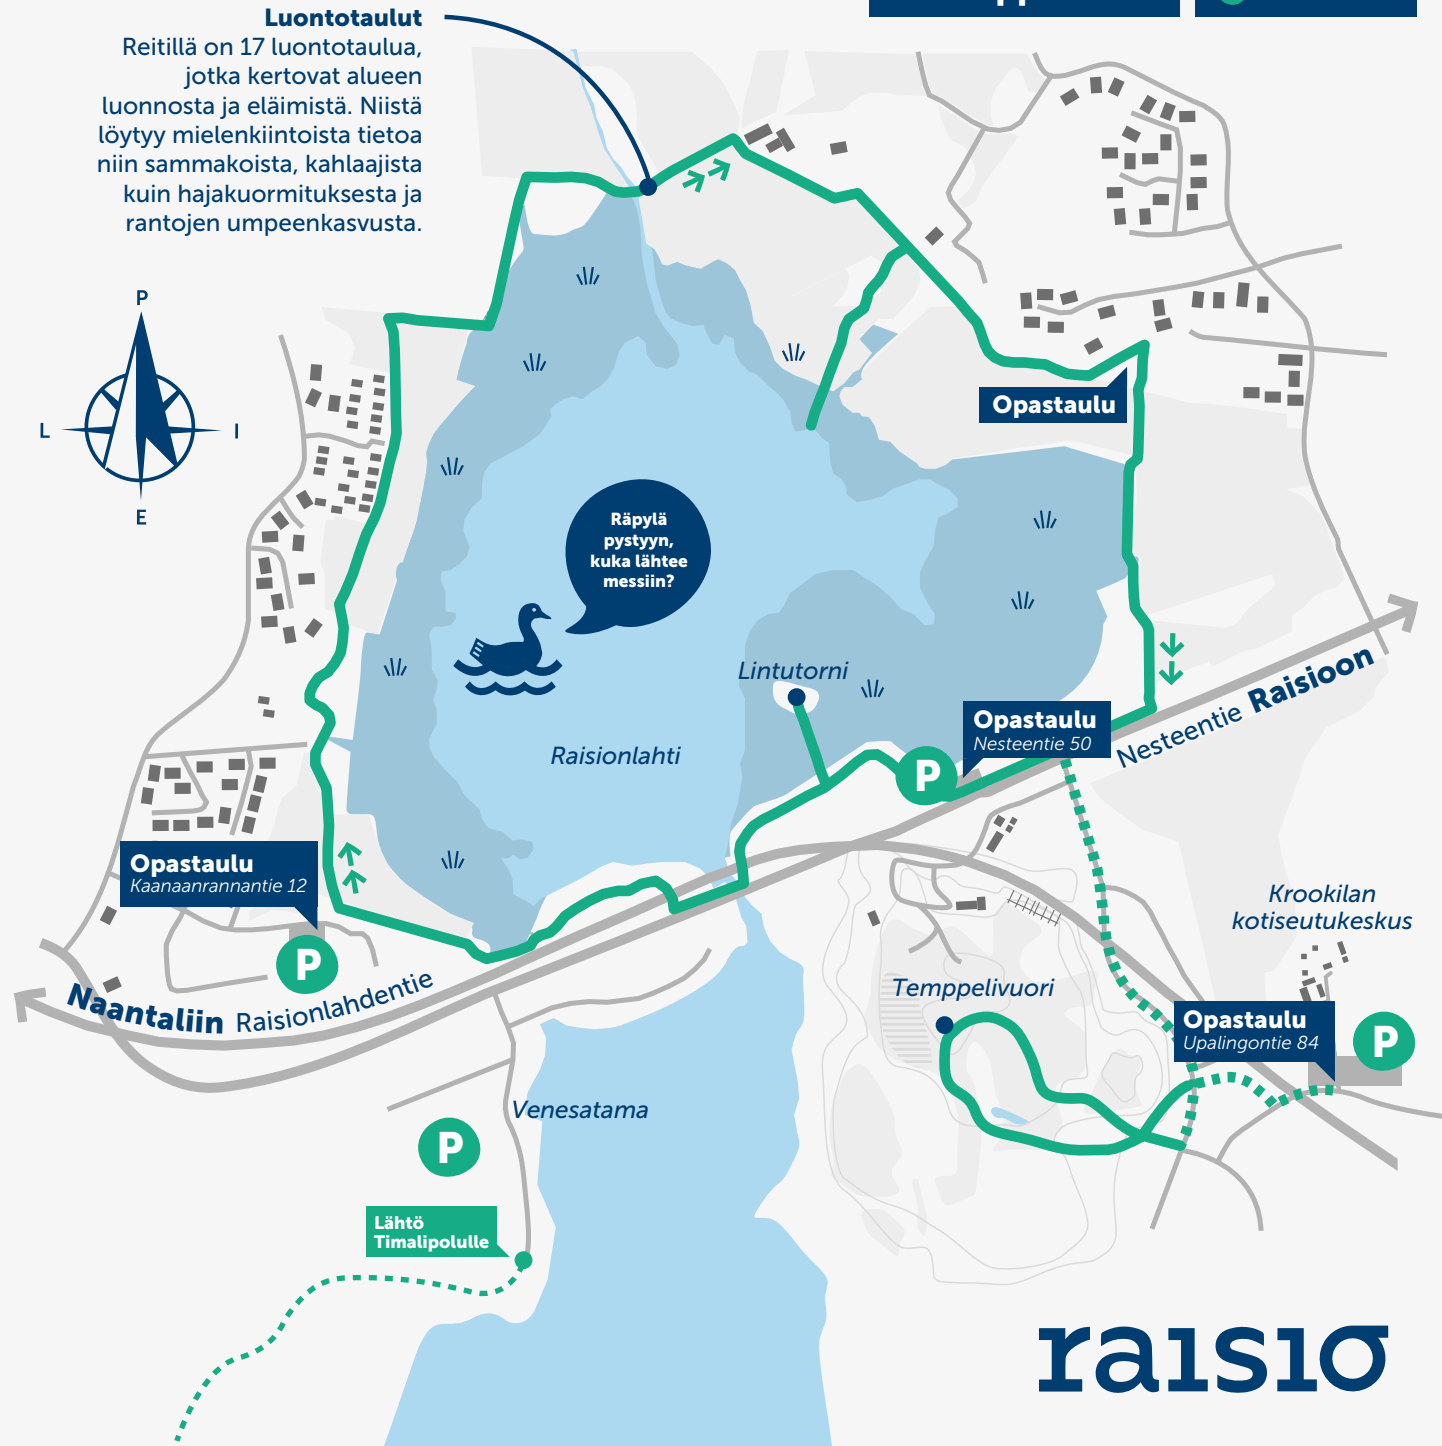 Luontotaulut
Reitillä on 17 luontotaulua,
jotka kertovat alueen
luonnosta ja eläimistä. Niistä
löytyy mielenkiintoista tietoa
niin sammakoista, kahlaajista
kuin hajakuormituksesta ja
rantojen umpeenkasvusta.
P
L
I
E
Opastaulu
Räpylä
pystyyn,
kuka lähtee
messiin?
Lintutorni
Raisionlahti
Opastaulu
Nesteentie 50
P
Nesteentie Raisioon
Opastaulu
Kaanaanrannantie 12
P
Krookilan
kotiseutukeskus
Naantaliin Raisionlahdentie
Temppelivuori
Opastaulu
Upalingontie 84
P
Venesatama
P
Lähtö
Timalipolulle
raisio